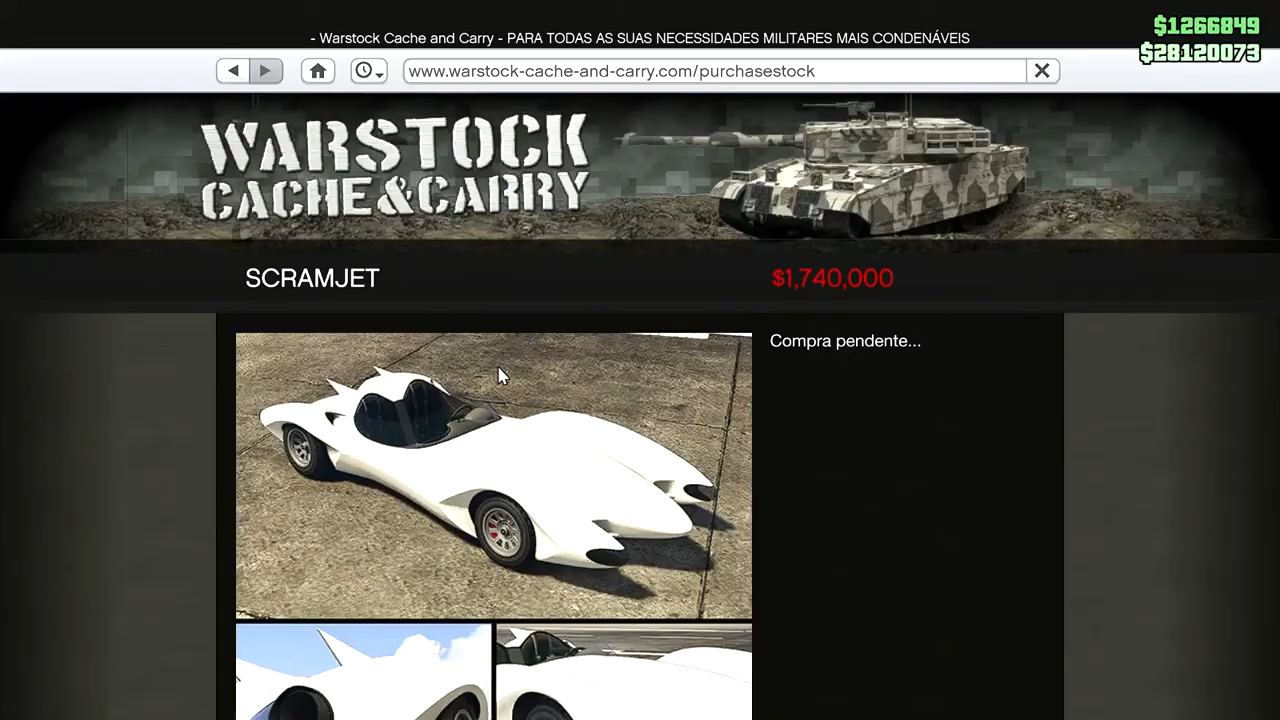 $1266849
- Warstock Cache and Carry - PARA TODAS AS SUAS NECESSIDADES MILITARES MAIS CONDENÁVEIS
$28120073
www.warstock-cache-and-carry.com/purchasestock
WARSTOCK
CACHE&CARRY
SCRAMJET $1,740,000
Compra pendente...